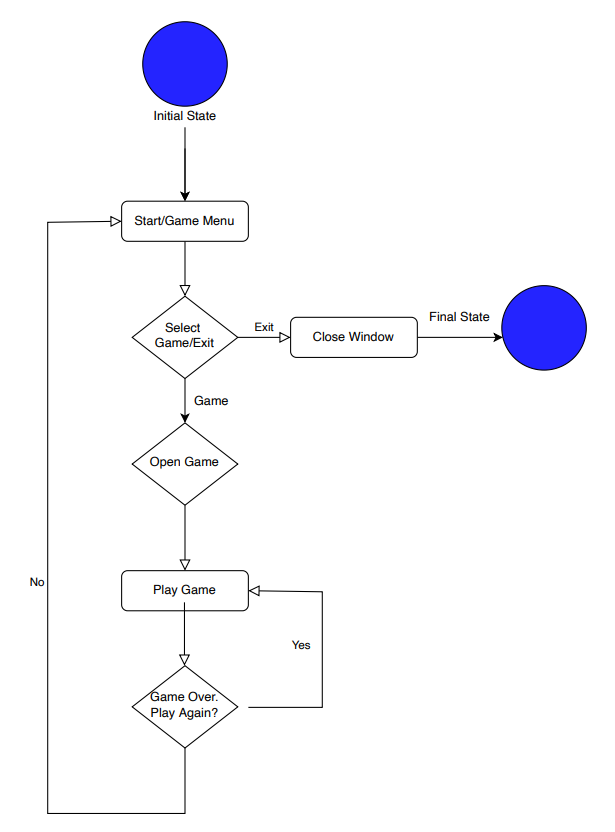 Initial State
Start/Game Menu
Select
Game/Exit
Exit
Close Window
Final State
Game
Open Game
Play Game
No
Yes
Game Over.
Play Again?